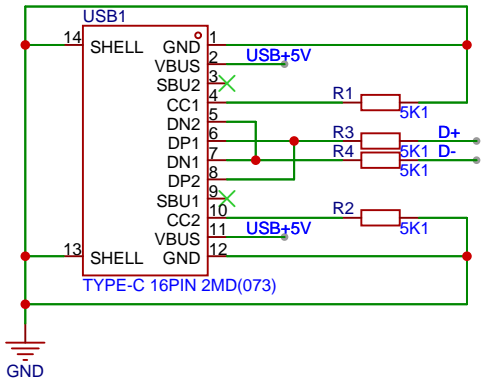 USB1
14 SHELL GND 1
VBUS 2 USB+5V
SBU2 3
CC1 4 R1 5K1
DN2 5
DP1 6 R3 5K1 D+
DN1 7 R4 5K1 D-
DP2 8
SBU1 9
CC2 10 R2 5K1
VBUS 11 USB+5V
13 SHELL GND 12
TYPE-C 16PIN 2MD(073)
GND